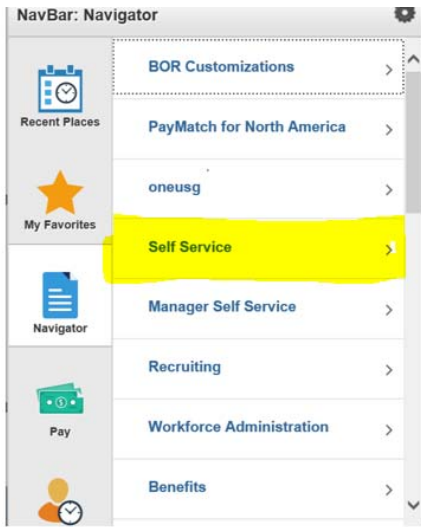 NavBar: Navigator
Recent Places
My Favorites
Navigator
Pay
BOR Customizations
PayMatch for North America
oneusg
Self Service
Manager Self Service
Recruiting
Workforce Administration
Benefits